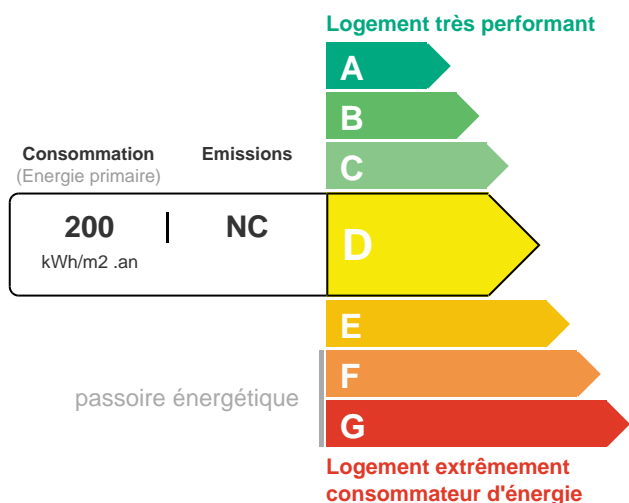 Logement très performant
A
B
C
Consommation Emissions
(Energie primaire)
200 NC
kWh/m2 .an
D
E
F
passoire énergétique
G
Logement extrêmement
consommateur d'énergie